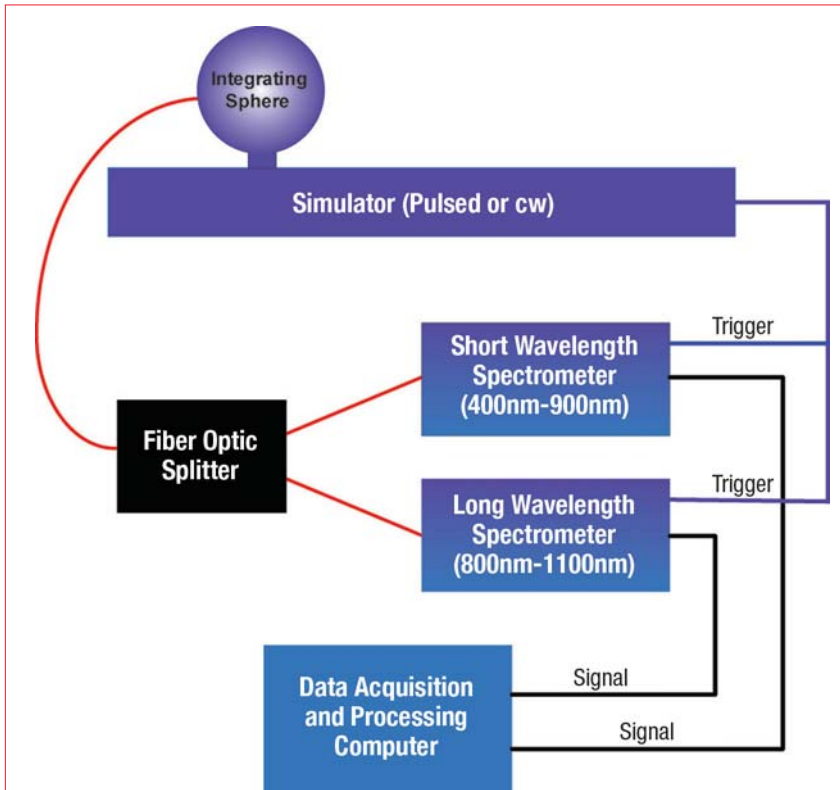 Integrating
Sphere
Simulator (Pulsed or cw)
Trigger
Short Wavelength
Spectrometer
(400nm-900nm)
Fiber Optic
Splitter
Trigger
Long Wavelength
Spectrometer
(800nm-1100nm)
Signal
Data Acquisition
and Processing
Computer
Signal